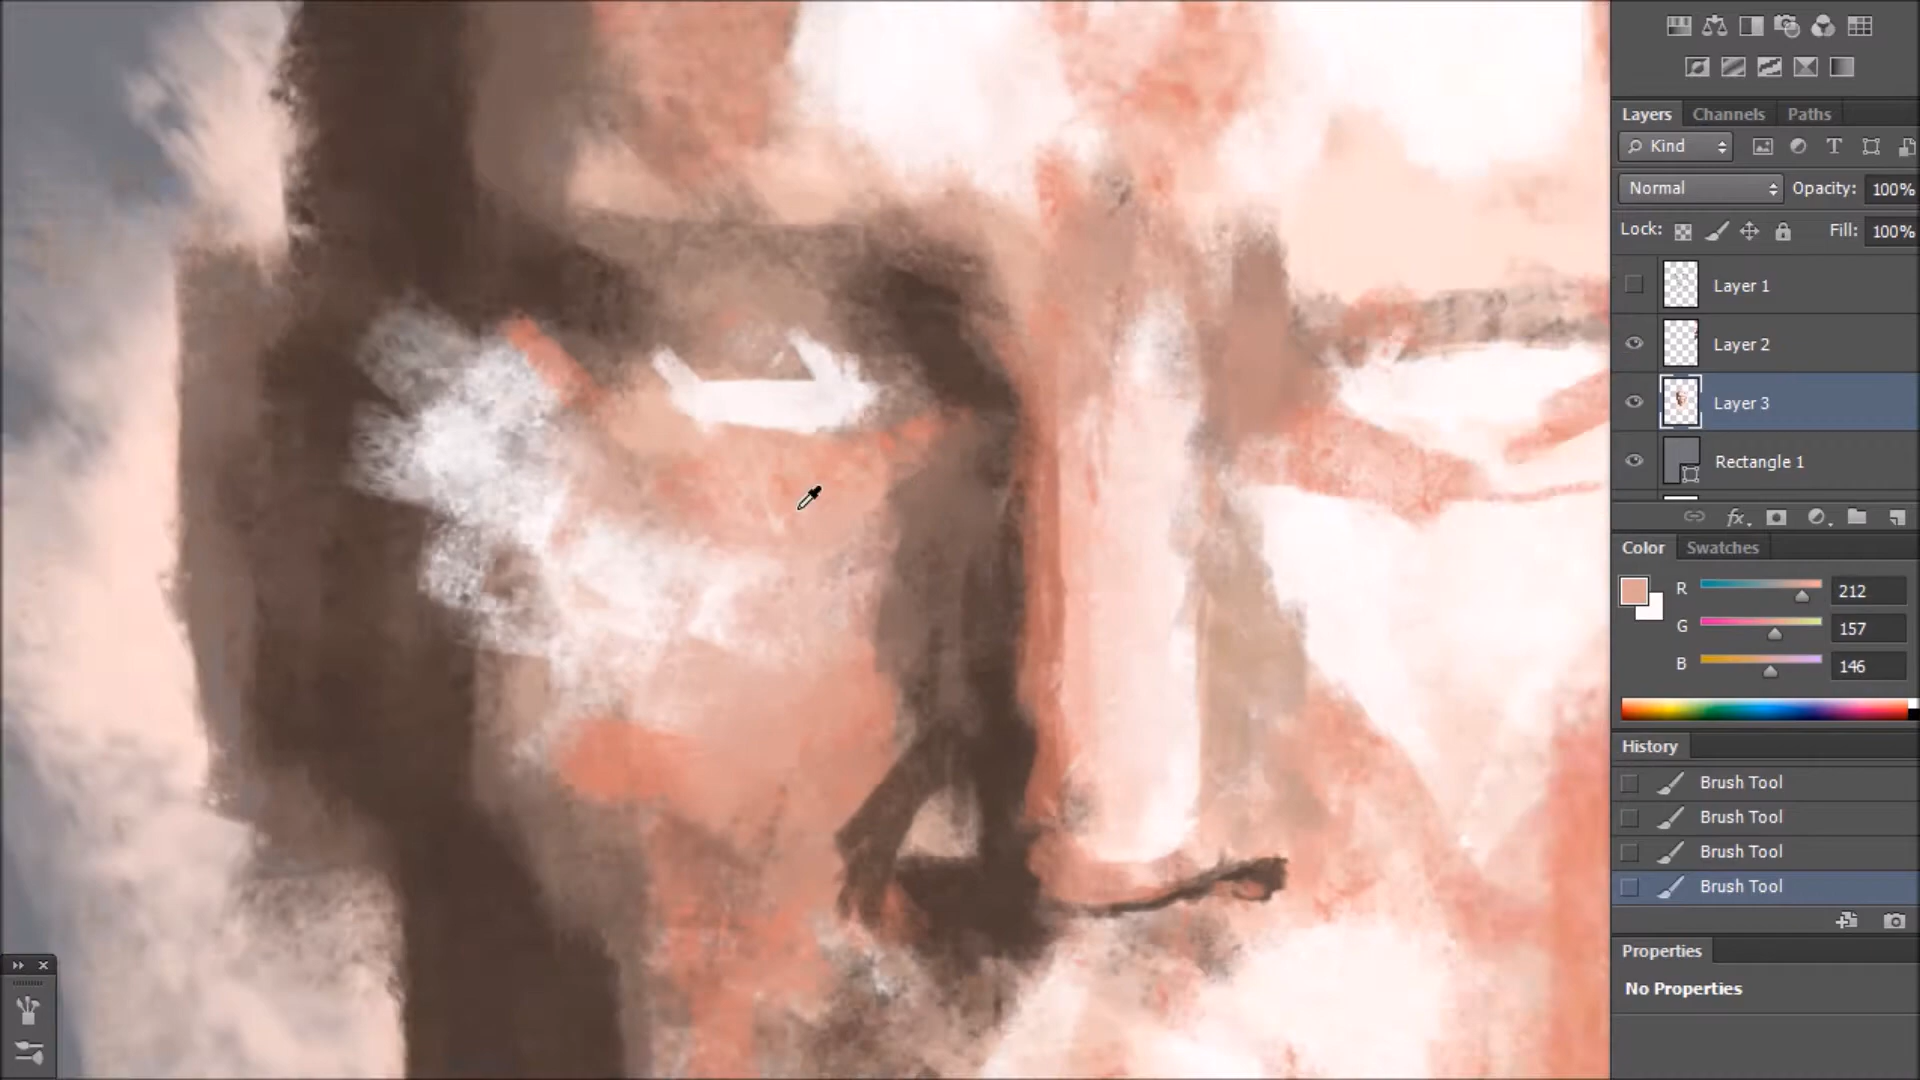 Layers Channels Paths
Kind
Normal Opacity: 100%
Lock: Fill: 100%
Layer 1
Layer 2
Layer 3
Rectangle 1
fx
Color Swatches
R 212
G 157
B 146
History
Brush Tool
Brush Tool
Brush Tool
Brush Tool
Properties
No Properties